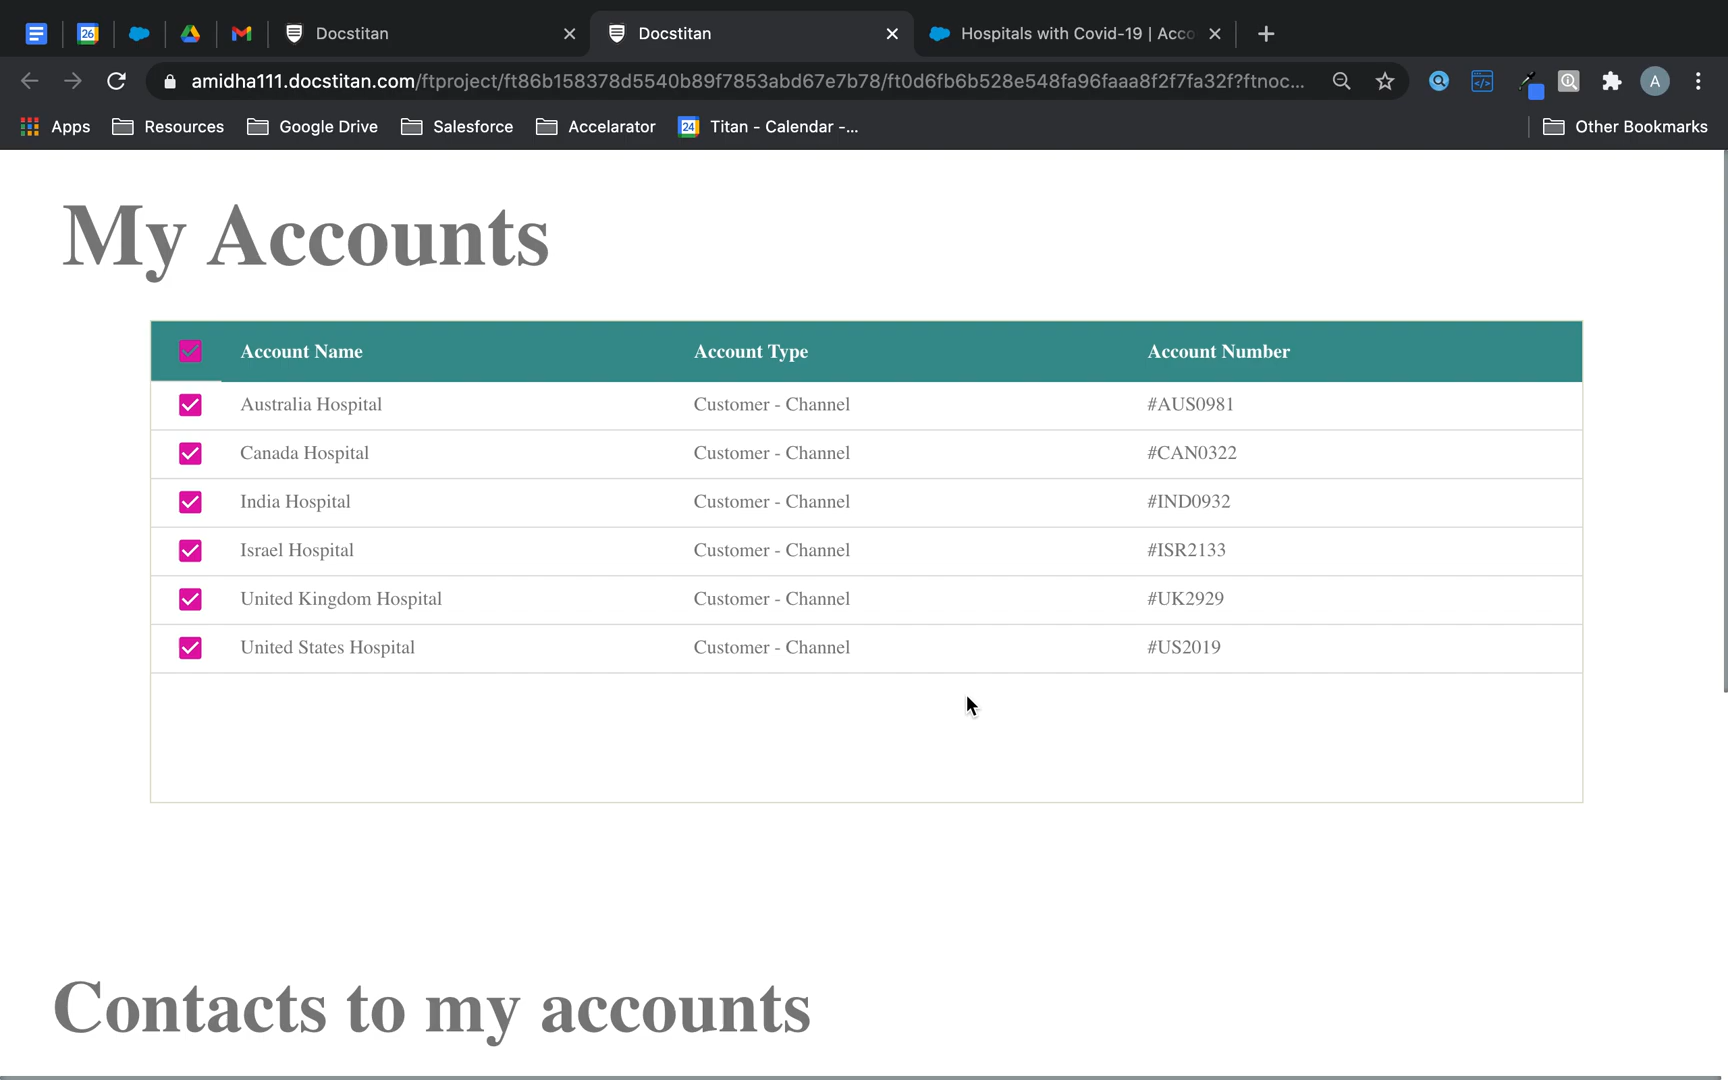 26
Docstitan
Docstitan
Hospitals with Covid-19 | Acco
amidha111.docstitan.com/ftproject/ft86b158378d5540b89f7853abd67e7b78/ft0d6fb6b528e548fa96faaa8f2f7fa32f?ftnoc...
A
Apps
Resources
Google Drive
Salesforce
Accelarator
24
Titan - Calendar -...
Other Bookmarks
My Accounts
Account Name Account Type Account Number
Australia Hospital Customer - Channel #AUS0981
Canada Hospital Customer - Channel #CAN0322
India Hospital Customer - Channel #IND0932
Israel Hospital Customer - Channel #ISR2133
United Kingdom Hospital Customer - Channel #UK2929
United States Hospital Customer - Channel #US2019
Contacts to my accounts